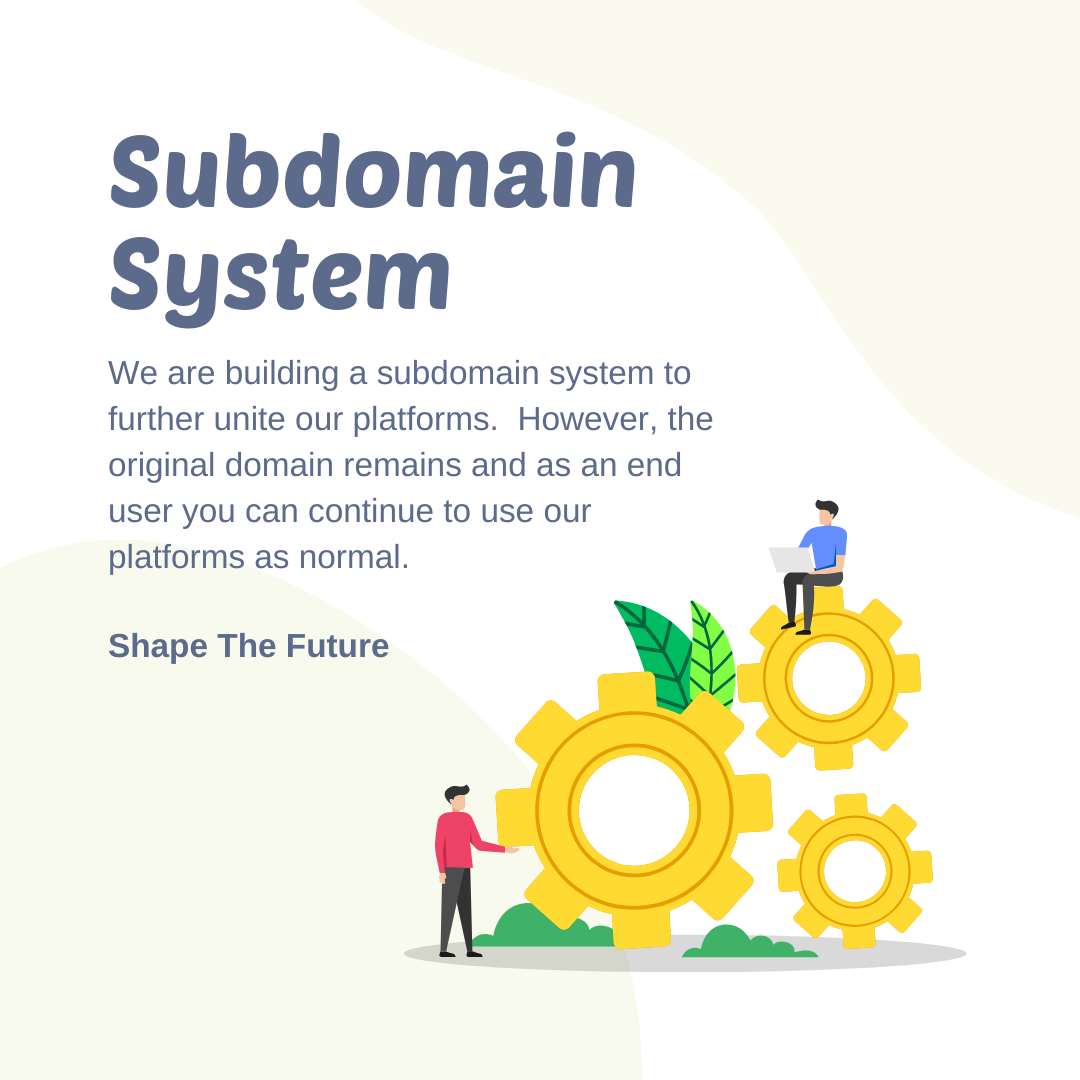 Subdomain
System
We are building a subdomain system to
further unite our platforms.  However, the
original domain remains and as an end
user you can continue to use our
platforms as normal.
Shape The Future